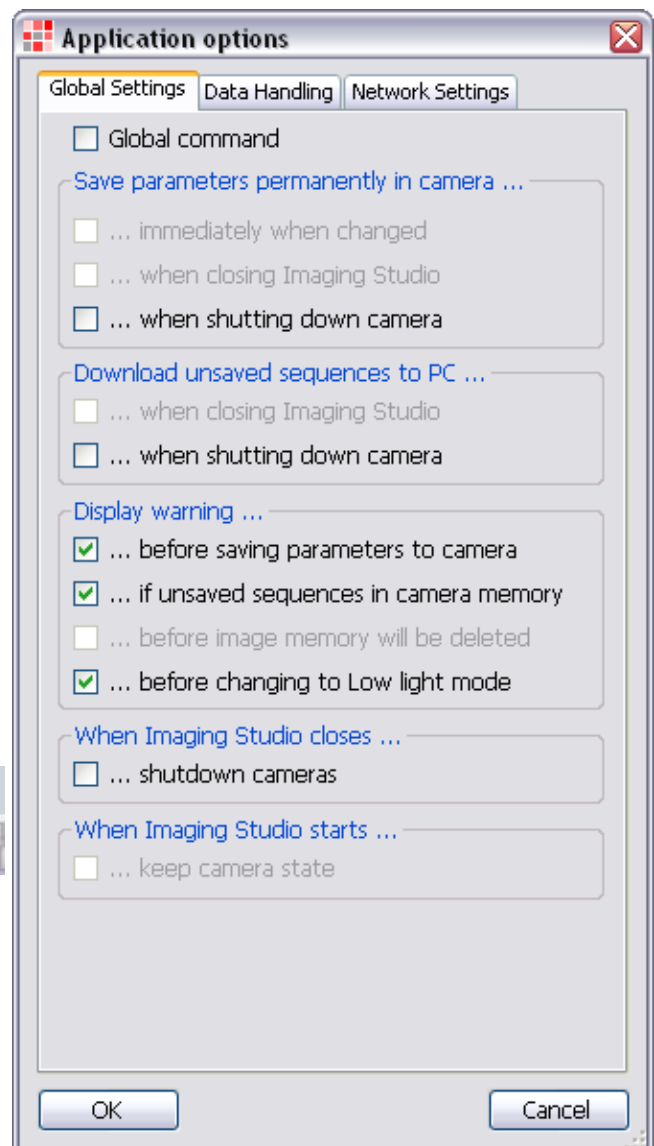 Application options
Global Settings Data Handling Network Settings
Global command
Save parameters permanently in camera ...
... immediately when changed
... when closing Imaging Studio
... when shutting down camera
Download unsaved sequences to PC ...
... when closing Imaging Studio
... when shutting down camera
Display warning ...
... before saving parameters to camera
... if unsaved sequences in camera memory
... before image memory will be deleted
... before changing to Low light mode
When Imaging Studio closes ...
... shutdown cameras
When Imaging Studio starts ...
... keep camera state
OK Cancel